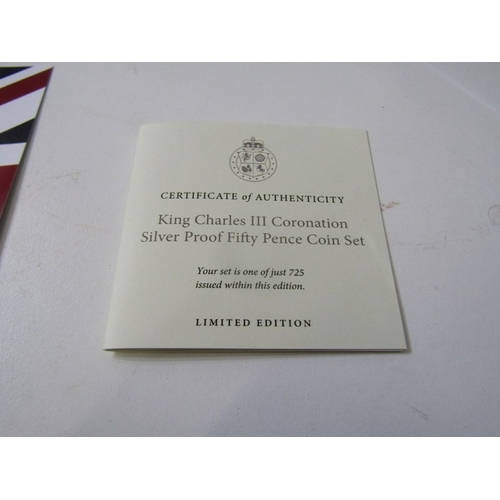 CERTIFICATE of AUTHENTICITY
King Charles III Coronation
Silver Proof Fifty Pence Coin Set
Your set is one of just 725
issued within this edition.
LIMITED EDITION